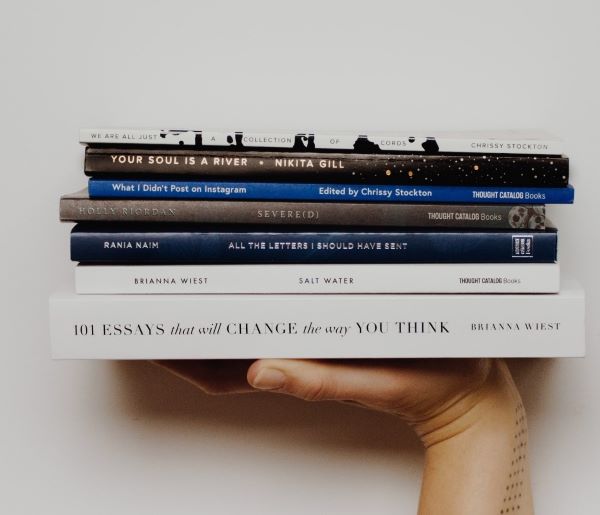 WE ARE ALL JUST A COLLECTION OF CORDS CHRISSY STOCKTON
YOUR SOUL IS A RIVER • NIKITA GILL
What I Didn't Post on Instagram Edited by Chrissy Stockton THOUGHT CATALOG Books
HOLLY RIORDAN SEVERE(D) THOUGHT CATALOG Books
RANIA NAIM ALL THE LETTERS I SHOULD HAVE SENT
BRIANNA WIEST SALT WATER THOUGHT CATALOG Books
101 ESSAYS that will CHANGE the way YOU THINK BRIANNA WIEST